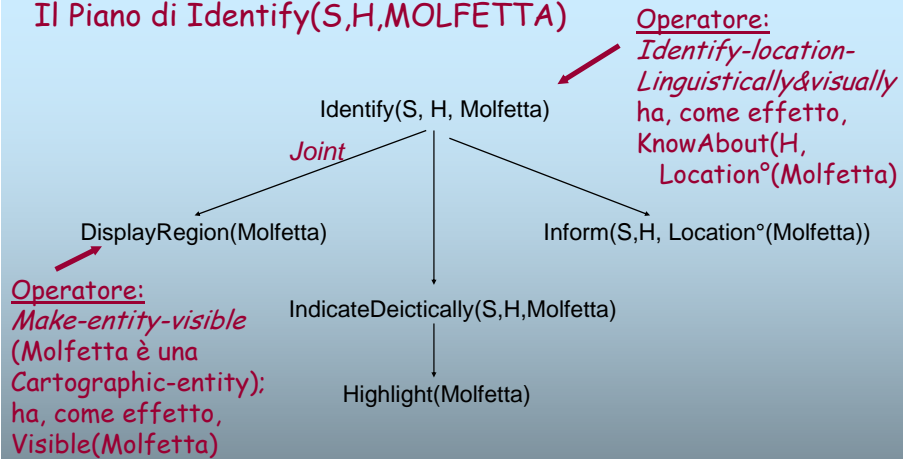 Il Piano di Identify(S,H,MOLFETTA)
Operatore:
Identify-location-
Linguistically&visually
ha, come effetto,
KnowAbout(H,
Location°(Molfetta)
Identify(S, H, Molfetta)
Joint
DisplayRegion(Molfetta)
Inform(S,H, Location°(Molfetta))
Operatore:
Make-entity-visible
(Molfetta è una
Cartographic-entity);
ha, come effetto,
Visible(Molfetta)
IndicateDeictically(S,H,Molfetta)
Highlight(Molfetta)